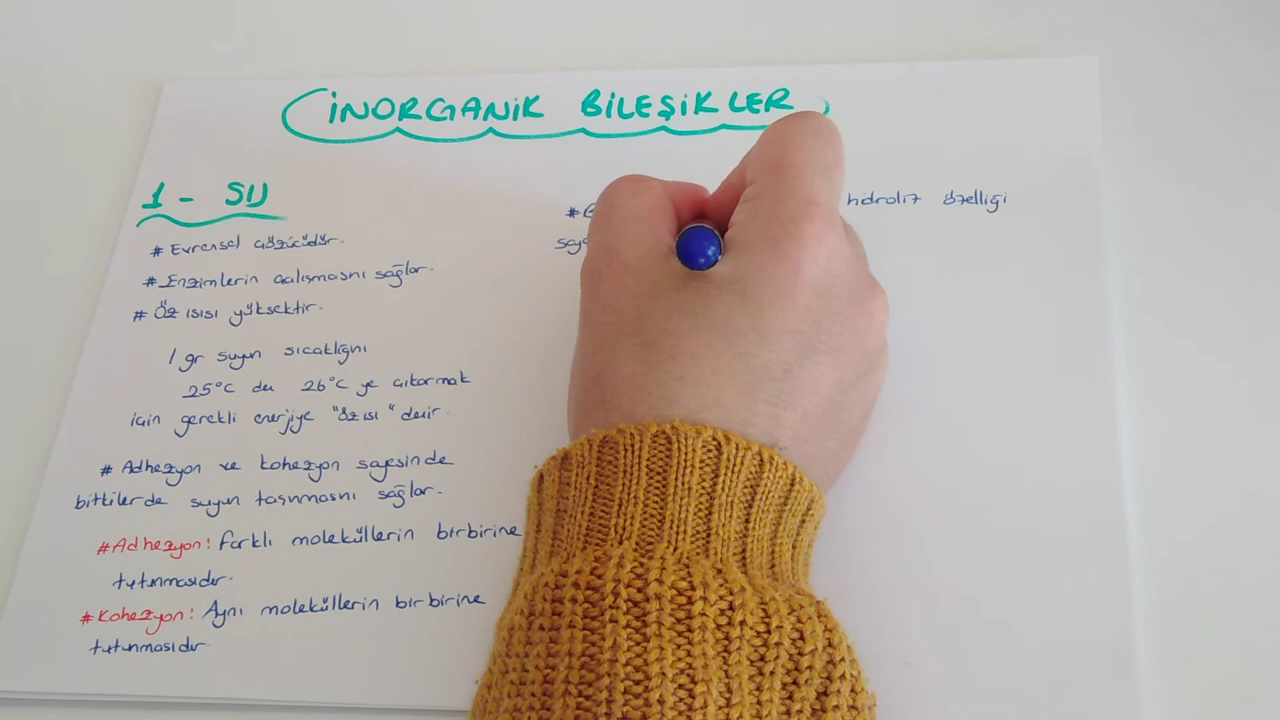 İNORGANİK BİLEŞİKLER
1 - SU
# Evrensel çözücüdür.
# Enzimlerin çalışmasını sağlar.
# Öz ısısı yüksektir.
1 gr suyun sıcaklığını
25°C den 26°C ye çıkarmak
için gerekli enerjiye "öz ısı" denir.
# Adhezyon ve kohezyon sayesinde
bitkilerde suyun taşınmasını sağlar.
# Adhezyon: Farklı moleküllerin birbirine
tutunmasıdır.
# Kohezyon: Aynı moleküllerin birbirine
tutunmasıdır.
# hidroliz özelliği